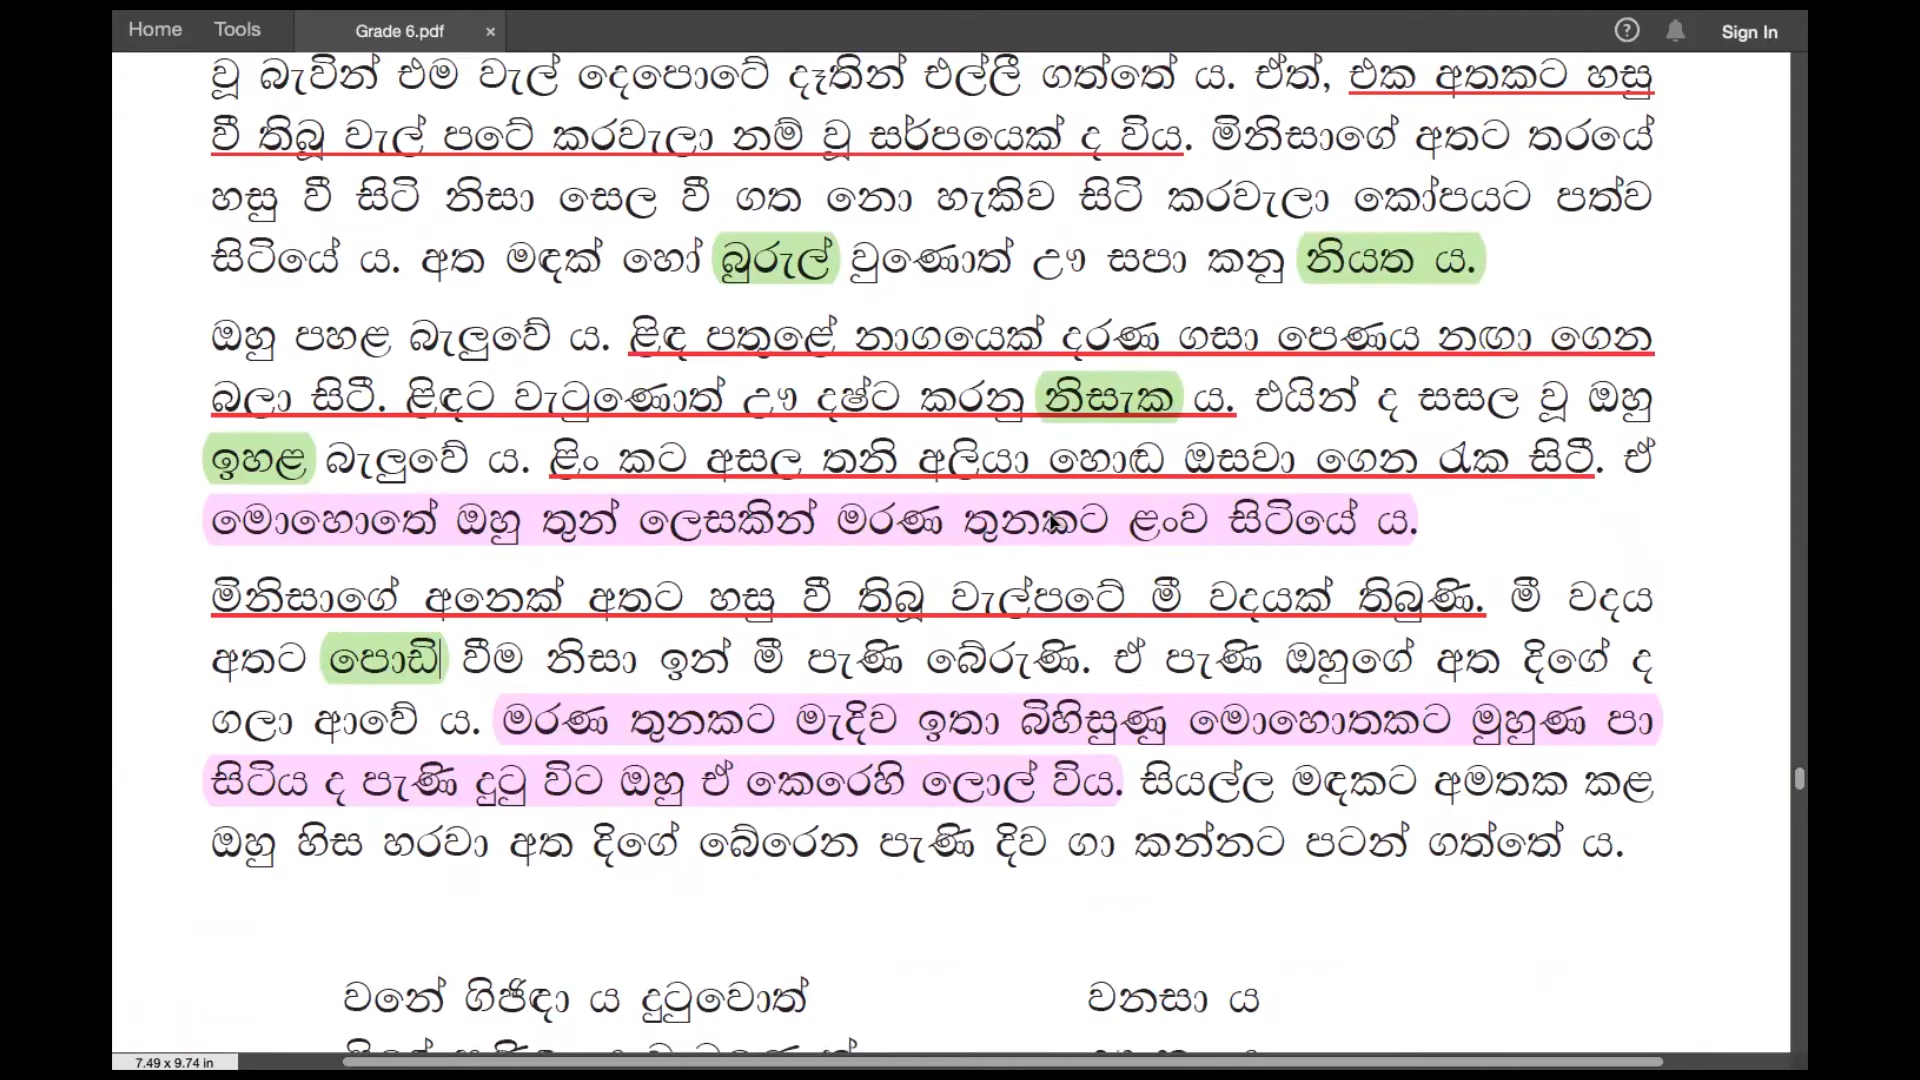 Home Tools Grade 6.pdf × ? Sign In
වූ බැවින් එම වැල් දෙපොටේ දෑතින් එල්ලී ගත්තේ ය. ඒත්, එක අතකට හසු
වී තිබූ වැල් පටේ කරවැලා නම් වූ සර්පයෙක් ද විය. මිනිසාගේ අතට තරයේ
හසු වී සිටි නිසා සෙල වී ගත නො හැකිව සිටි කරවැලා කෝපයට පත්ව
සිටියේ ය. අත මඳක් හෝ බුරුල් වුණොත් ඌ සපා කනු නියත ය.
ඔහු පහළ බැලුවේ ය. ළිඳ පතුළේ නාගයෙක් දරණ ගසා පෙණය නඟා ගෙන
බලා සිටී. ළිඳට වැටුණොත් ඌ දෂ්ට කරනු නිසැක ය. එයින් ද සසල වූ ඔහු
ඉහළ බැලුවේ ය. ළිං කට අසල තනි අලියා හොඬ ඔසවා ගෙන රැක සිටී. ඒ
මොහොතේ ඔහු තුන් ලෙසකින් මරණ තුනකට ළංව සිටියේ ය.
මිනිසාගේ අනෙක් අතට හසු වී තිබූ වැල්පටේ මී වදයක් තිබුණි. මී වදය
අතට පොඩි වීම නිසා ඉන් මී පැණි බේරුණි. ඒ පැණි ඔහුගේ අත දිගේ ද
ගලා ආවේ ය. මරණ තුනකට මැදිව ඉතා බිහිසුණු මොහොතකට මුහුණ පා
සිටිය ද පැණි දුටු විට ඔහු ඒ කෙරෙහි ලොල් විය. සියල්ල මඳකට අමතක කළ
ඔහු හිස හරවා අත දිගේ බේරෙන පැණි දිව ගා කන්නට පටන් ගත්තේ ය.
වනේ ගිජිඳා ය දුටුවොත් වනසා ය
7.49 x 9.74 in